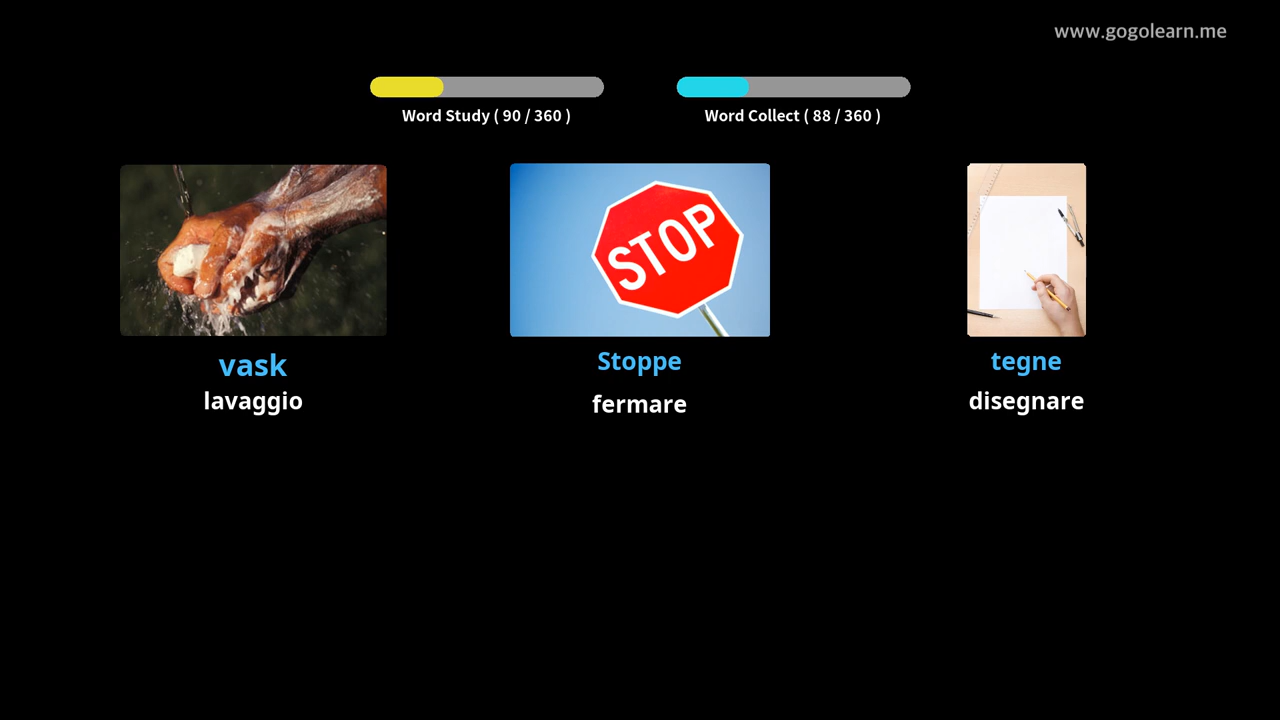 www.gogolearn.me
Word Study ( 90 / 360 )
Word Collect ( 88 / 360 )
STOP
vask
Stoppe
tegne
lavaggio
fermare
disegnare